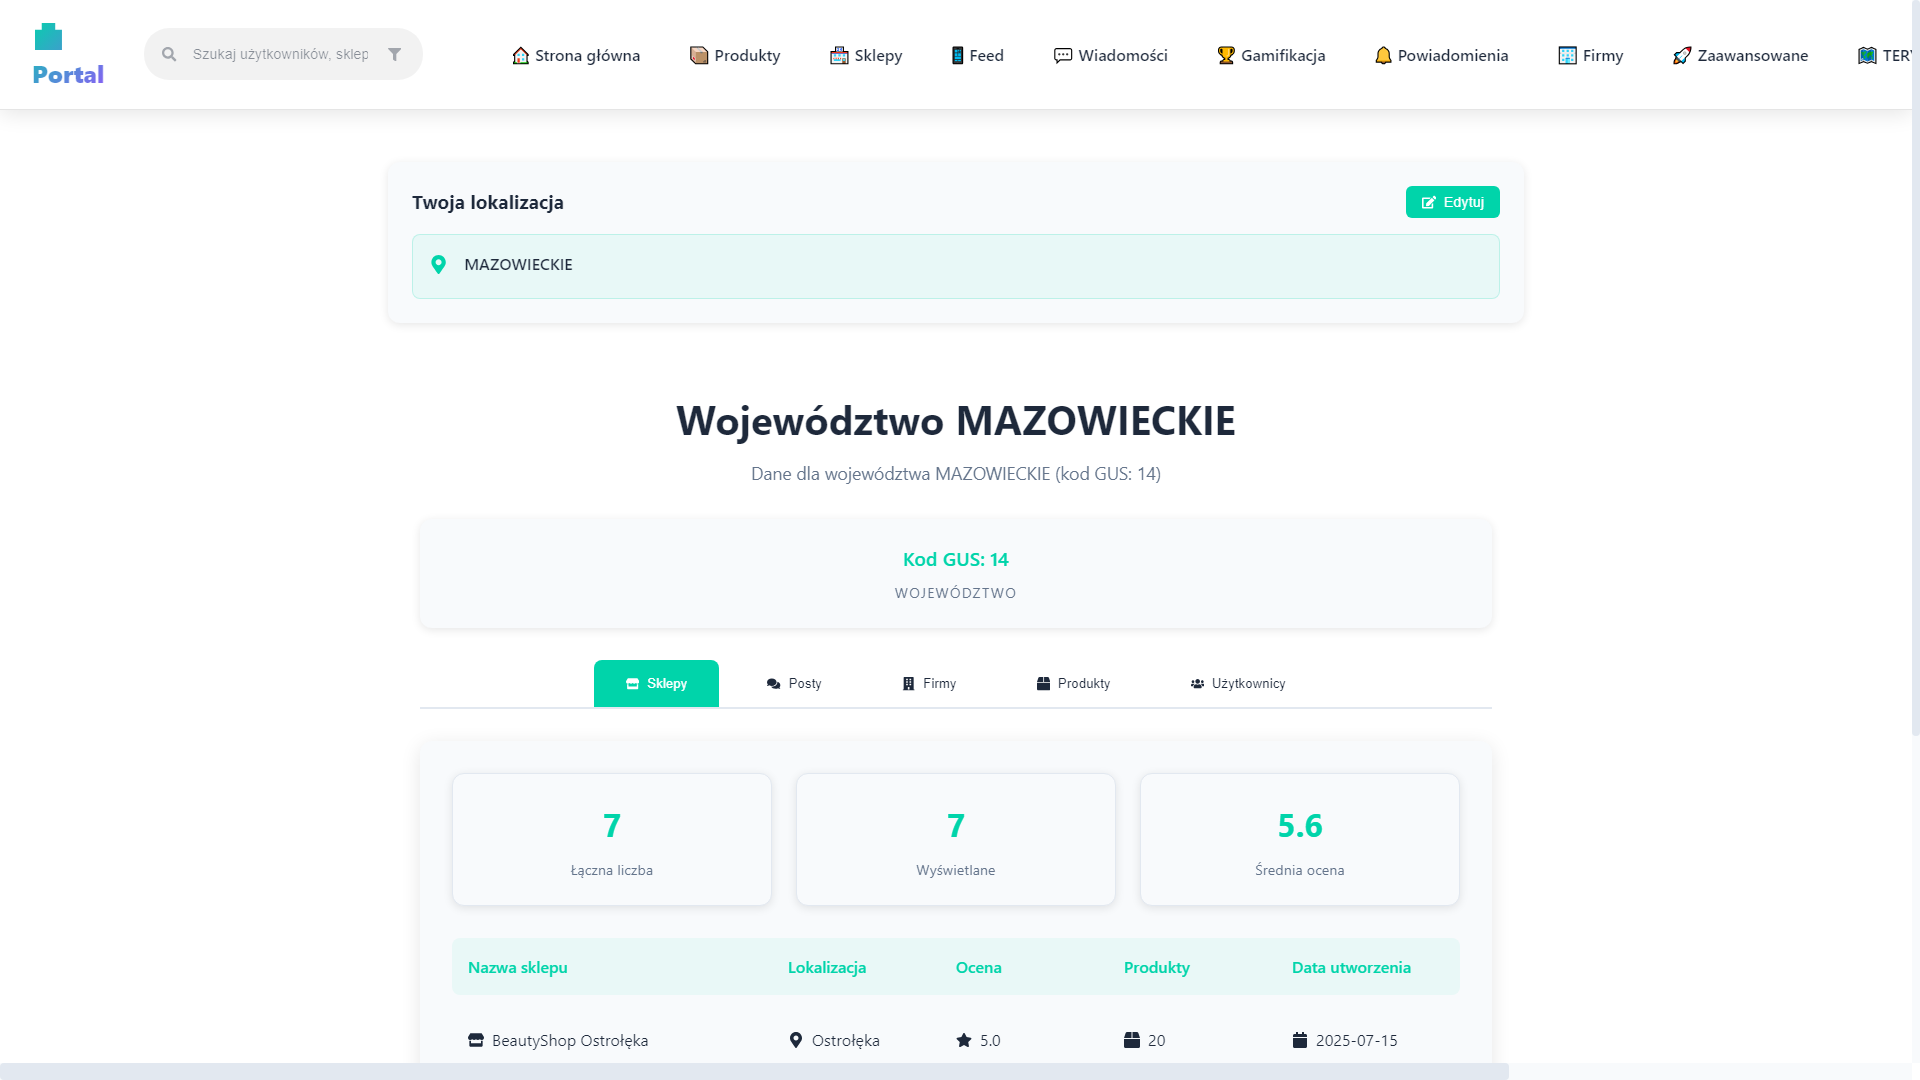 Portal
Szukaj użytkowników, sklep
Strona główna
Produkty
Sklepy
Feed
Wiadomości
Gamifikacja
Powiadomienia
Firmy
Zaawansowane
Twoja lokalizacja
Edytuj
MAZOWIECKIE
Województwo MAZOWIECKIE
Dane dla województwa MAZOWIECKIE (kod GUS: 14)
Kod GUS: 14
WOJEWÓDZTWO
Sklepy
Posty
Firmy
Produkty
Użytkownicy
7
Łączna liczba
7
Wyświetlane
5.6
Średnia ocena
Nazwa sklepu Lokalizacja Ocena Produkty Data utworzenia
BeautyShop Ostrołęka Ostrołęka 5.0 20 2025-07-15